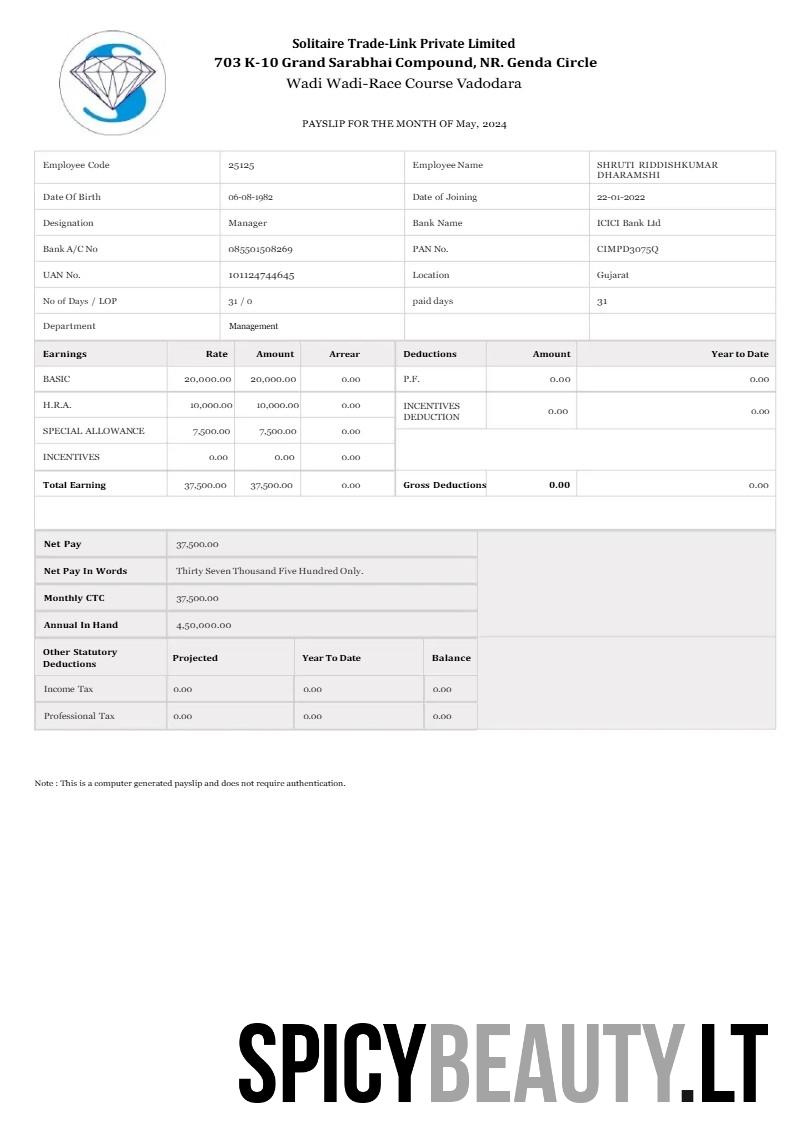 Solitaire Trade-Link Private Limited
703 K-10 Grand Sarabhai Compound, NR. Genda Circle
Wadi Wadi-Race Course Vadodara
PAYSLIP FOR THE MONTH OF May, 2024
Employee Code 25125 Employee Name SHRUTI RIDDISHKUMAR
DHARAMSHI
Date Of Birth 06-08-1982 Date of Joining 22-01-2022
Designation Manager Bank Name ICICI Bank Ltd
Bank A/C No 085501508269 PAN No. CIMPD3075Q
UAN No. 101124744645 Location Gujarat
No of Days / LOP 31 / 0 paid days 31
Department Management
Earnings Rate Amount Arrear Deductions Amount Year to Date
BASIC 20,000.00 20,000.00 0.00 P.F. 0.00 0.00
H.R.A. 10,000.00 10,000.00 0.00 INCENTIVES
DEDUCTION 0.00 0.00
SPECIAL ALLOWANCE 7,500.00 7,500.00 0.00
INCENTIVES 0.00 0.00 0.00
Total Earning 37,500.00 37,500.00 0.00 Gross Deductions 0.00 0.00
Net Pay 37,500.00
Net Pay In Words Thirty Seven Thousand Five Hundred Only.
Monthly CTC 37,500.00
Annual In Hand 4,50,000.00
Other Statutory
Deductions Projected Year To Date Balance
Income Tax 0.00 0.00 0.00
Professional Tax 0.00 0.00 0.00
Note : This is a computer generated payslip and does not require authentication.
SPICYBEAUTY.LT